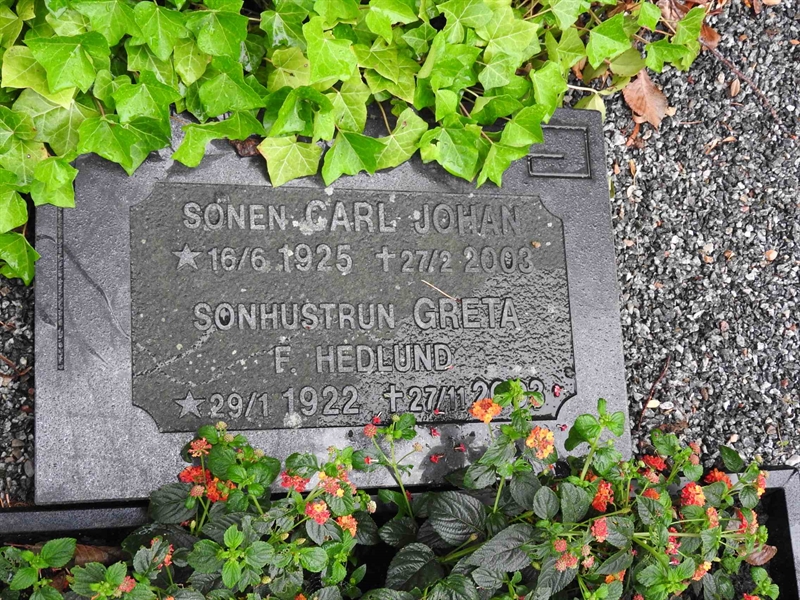 SONEN CARL JOHAN
★ 16/6 1925 ✝ 27/2 2003
SONHUSTRUN GRETA
F. HEDLUND
★ 29/1 1922 ✝ 27/11